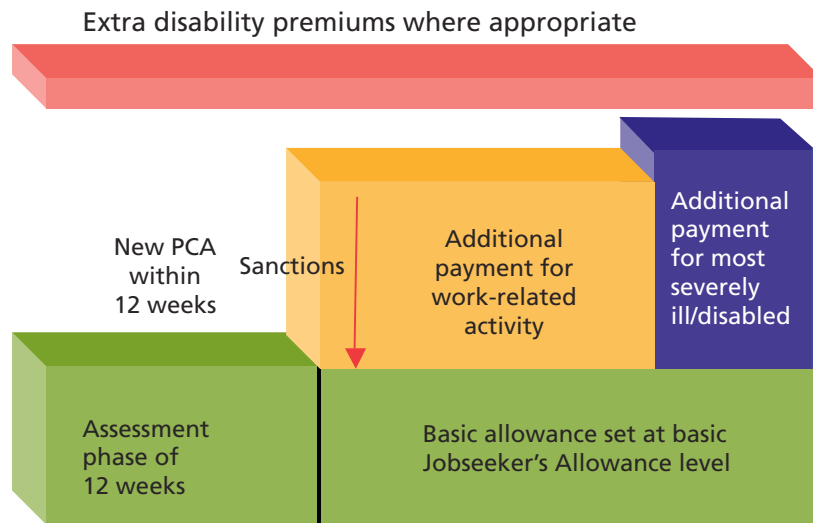 Extra disability premiums where appropriate
New PCA
within
12 weeks
Sanctions
Additional
payment for
work-related
activity
Additional
payment
for most
severely
ill/disabled
Assessment
phase of
12 weeks
Basic allowance set at basic
Jobseeker's Allowance level